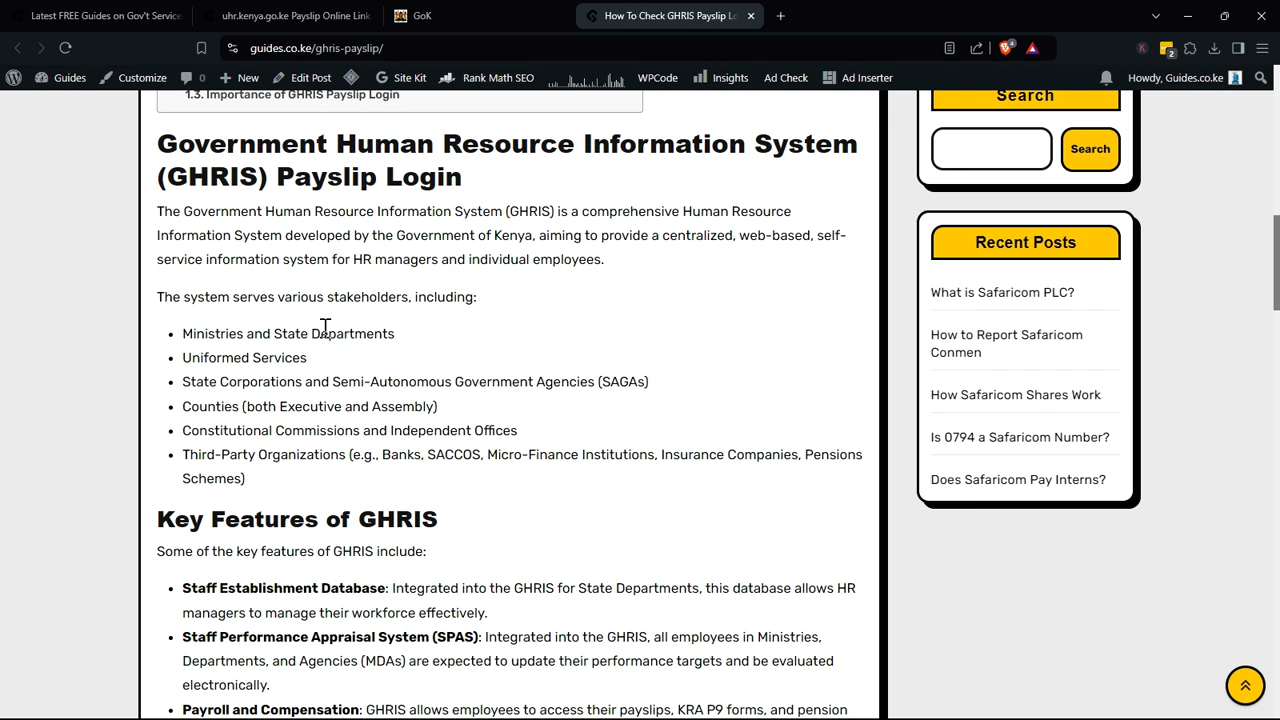 Latest FREE Guides on Gov't Service
uhr.kenya.go.ke Payslip Online Link
GoK
How To Check GHRIS Payslip Lo
guides.co.ke/ghris-payslip/
4
K
2
Guides
Customize
0
New
Edit Post
Site Kit
Rank Math SEO
WPCode
Insights
Ad Check
Ad Inserter
Howdy, Guides.co.ke
1.3. Importance of GHRIS Payslip Login
Government Human Resource Information System
(GHRIS) Payslip Login
The Government Human Resource Information System (GHRIS) is a comprehensive Human Resource
Information System developed by the Government of Kenya, aiming to provide a centralized, web-based, self-
service information system for HR managers and individual employees.
The system serves various stakeholders, including:
• Ministries and State Departments
• Uniformed Services
• State Corporations and Semi-Autonomous Government Agencies (SAGAs)
• Counties (both Executive and Assembly)
• Constitutional Commissions and Independent Offices
• Third-Party Organizations (e.g., Banks, SACCOS, Micro-Finance Institutions, Insurance Companies, Pensions
Schemes)
Key Features of GHRIS
Some of the key features of GHRIS include:
• Staff Establishment Database: Integrated into the GHRIS for State Departments, this database allows HR
managers to manage their workforce effectively.
• Staff Performance Appraisal System (SPAS): Integrated into the GHRIS, all employees in Ministries,
Departments, and Agencies (MDAs) are expected to update their performance targets and be evaluated
electronically.
• Payroll and Compensation: GHRIS allows employees to access their payslips, KRA P9 forms, and pension
Search
Search
Recent Posts
What is Safaricom PLC?
How to Report Safaricom
Conmen
How Safaricom Shares Work
Is 0794 a Safaricom Number?
Does Safaricom Pay Interns?